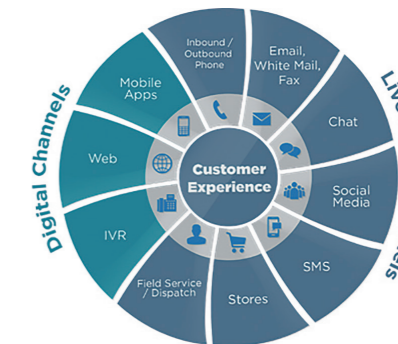 Inbound /
Outbound
Phone
Email,
White Mail,
Fax
Chat
Social
Media
SMS
Stores
Field Service
/ Dispatch
IVR
Web
Mobile
Apps
Customer
Experience
Digital Channels